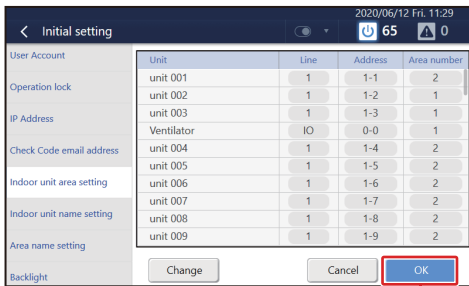 2020/06/12 Fri. 11:29
Initial setting
65
0
User Account
Operation lock
IP Address
Check Code email address
Indoor unit area setting
Indoor unit name setting
Area name setting
Backlight
Unit Line Address Area number
unit 001 1 1-1 2
unit 002 1 1-2 1
unit 003 1 1-3 1
Ventilator IO 0-0 1
unit 004 1 1-4 2
unit 005 1 1-5 2
unit 006 1 1-6 2
unit 007 1 1-7 2
unit 008 1 1-8 2
unit 009 1 1-9 2
Change Cancel OK